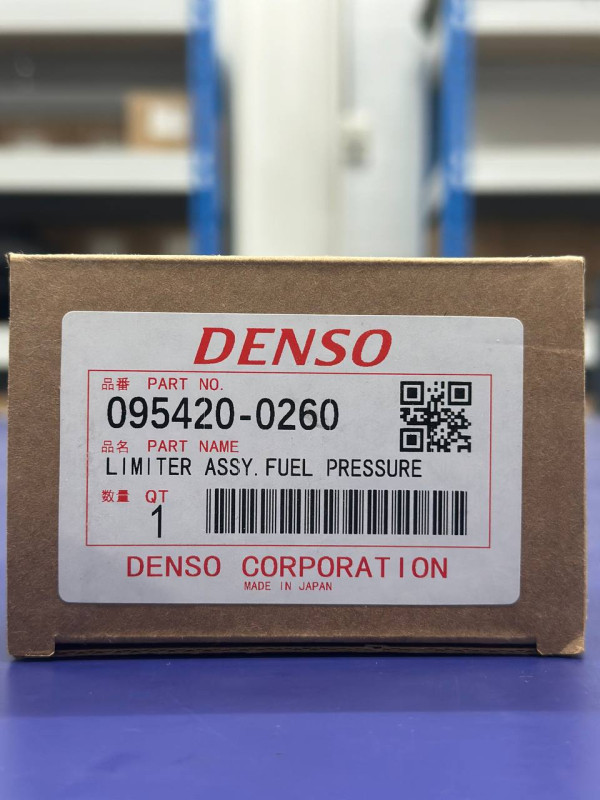 DENSO
品番 PART NO.
095420-0260
品名 PART NAME
LIMITER ASSY. FUEL PRESSURE
数量 QT
1
DENSO CORPORATION
MADE IN JAPAN